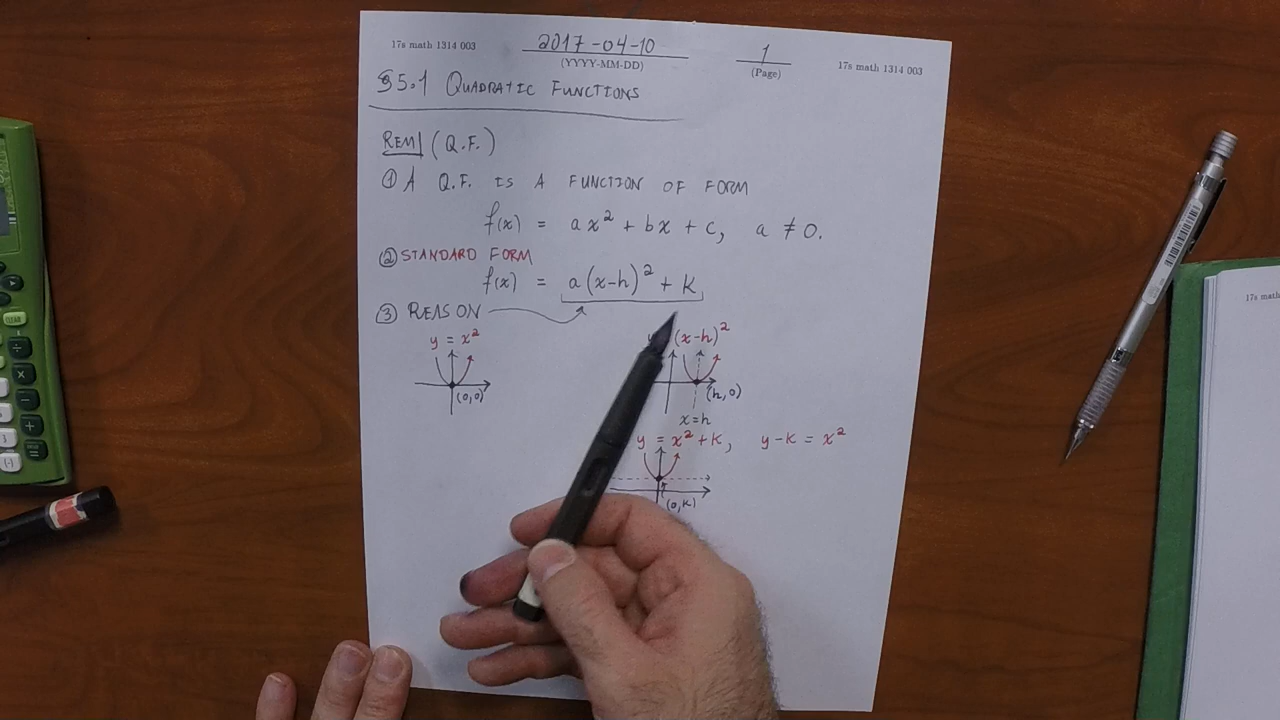 17s math 1314 003 2017-04-10 1 17s math 1314 003
(YYYY-MM-DD) (Page)
§5.1 QUADRATIC FUNCTIONS
REM (Q.F.)
① A Q.F. IS A FUNCTION OF FORM
f(x) = ax² + bx + c, a ≠ 0.
② STANDARD FORM
f(x) = a(x-h)² + k
③ REASON
y = x²
(x-h)²
(0,0)
(h,0)
x=h
y = x²+k, y-k = x²
(0,k)
CLEAR